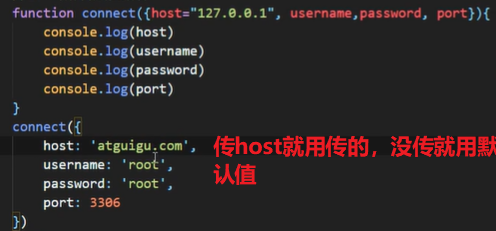 function connect({host="127.0.0.1", username,password, port}){
console.log(host)
console.log(username)
console.log(password)
console.log(port)
}
connect({
host: 'atguigu.com',
username: 'root',
password: 'root',
port: 3306
})
传host就用传的，没传就用默
认值